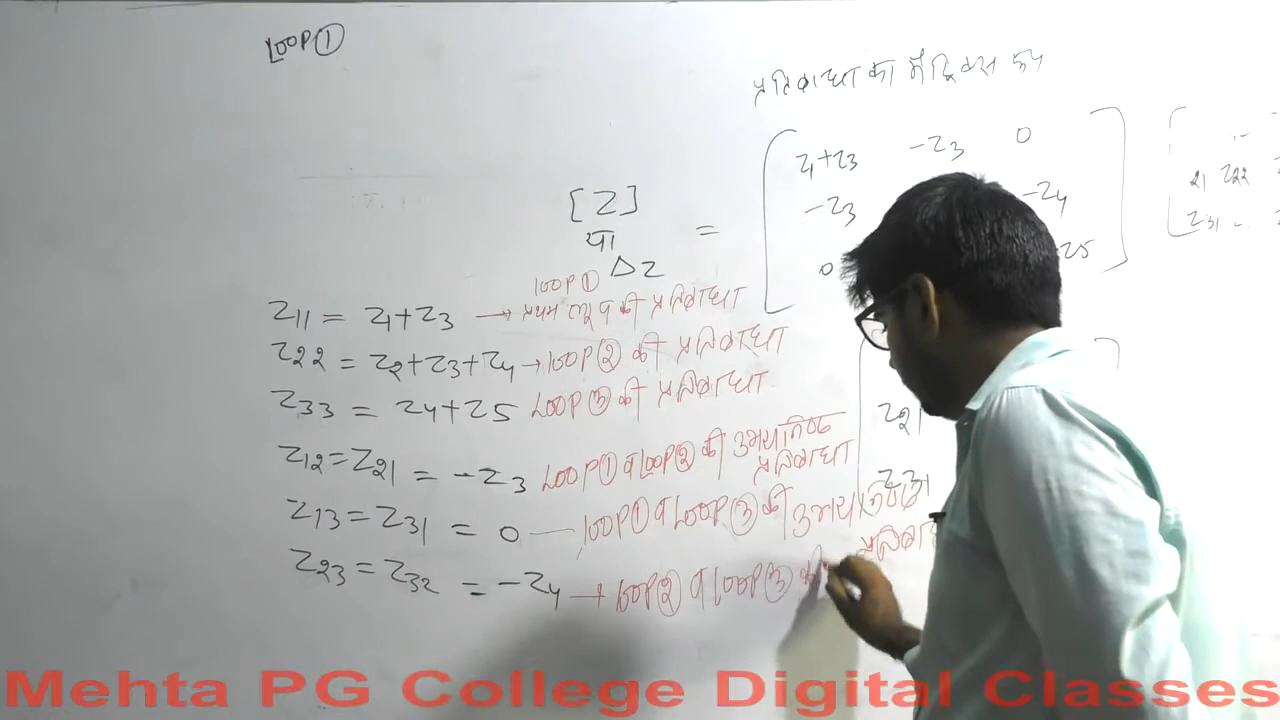 Loop ①
प्रतिबाधा का मैट्रिक्स रूप
Z1+Z3 -Z3 0
[Z]
या
ΔZ
=
-Z3 -Z4
0 Z5
Z22
Z31
Loop ①
Z11 = Z1+Z3 → प्रथम लूप की प्रतिबाधा
Z22 = Z2+Z3+Z4 → Loop ② की प्रतिबाधा
Z33 = Z4+Z5 Loop ③ की प्रतिबाधा
Z21
Z31
Z12 = Z21 = -Z3 Loop ① व Loop ② की उभयनिष्ठ
प्रतिबाधा
Z13 = Z31 = 0 — Loop ① व Loop ③ की उभयनिष्ठ
Z23 = Z32 = -Z4 → Loop ② व Loop ③
Mehta PG College Digital Classes